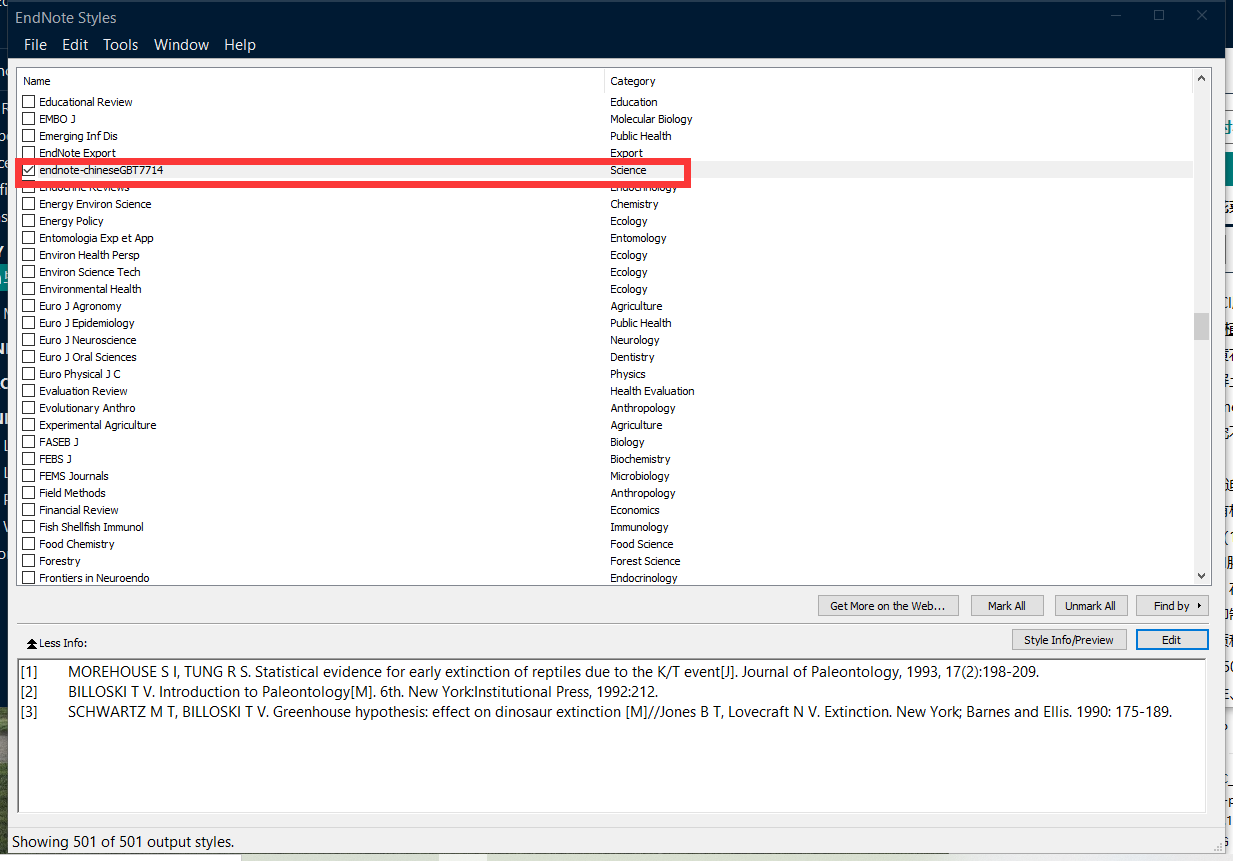 EndNote Styles
File Edit Tools Window Help
Name Category
Educational Review Education
EMBO J Molecular Biology
Emerging Inf Dis Public Health
EndNote Export Export
endnote-chineseGBT7714 Science
Endocrine Reviews Endocrinology
Energy Environ Science Chemistry
Energy Policy Ecology
Entomologia Exp et App Entomology
Environ Health Persp Ecology
Environ Science Tech Ecology
Environmental Health Ecology
Euro J Agronomy Agriculture
Euro J Epidemiology Public Health
Euro J Neuroscience Neurology
Euro J Oral Sciences Dentistry
Euro Physical J C Physics
Evaluation Review Health Evaluation
Evolutionary Anthro Anthropology
Experimental Agriculture Agriculture
FASEB J Biology
FEBS J Biochemistry
FEMS Journals Microbiology
Field Methods Anthropology
Financial Review Economics
Fish Shellfish Immunol Immunology
Food Chemistry Food Science
Forestry Forest Science
Frontiers in Neuroendo Endocrinology
Get More on the Web... Mark All Unmark All Find by
Less Info: Style Info/Preview Edit
[1] MOREHOUSE S I, TUNG R S. Statistical evidence for early extinction of reptiles due to the K/T event[J]. Journal of Paleontology, 1993, 17(2):198-209.
[2] BILLOSKI T V. Introduction to Paleontology[M]. 6th. New York:Institutional Press, 1992:212.
[3] SCHWARTZ M T, BILLOSKI T V. Greenhouse hypothesis: effect on dinosaur extinction [M]//Jones B T, Lovecraft N V. Extinction. New York; Barnes and Ellis. 1990: 175-189.
Showing 501 of 501 output styles.